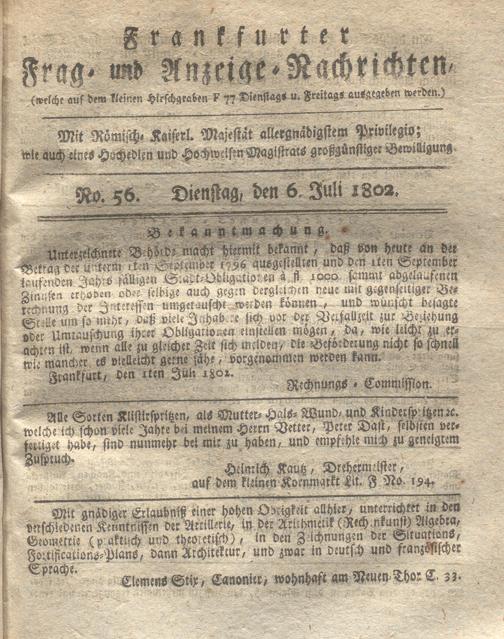 Frankfurter
Frag- und Anzeige-Nachrichten,
(welche auf dem kleinen Hirschgraben F 77 Dienstags u. Freitags ausgegeben werden.)
Mit Römisch-Kaiserl. Majestät allergnädigstem Privilegio;
wie auch eines Hochedlen und Hochweisen Magistrats großgünstiger Bewilligung
No. 56. Dienstag, den 6. Juli 1802.
Bekanntmachung.
Unterzeichnete Behörde macht hiermit bekannt, daß von heute an der
Betrag der unterm 1ten September 1796 ausgestellten und den 1ten September
laufenden Jahrs fälligen Stadt-Obligationen à fl 1000 sammt abgelaufenen
Zinßen erhoben oder selbige auch gegen dergleichen neue mit gegenseitiger Be-
rechnung der Interessen umgetauscht werden können, und wünscht besagte
Stelle um so mehr, daß viele Inhabere sich vor der Verfallzeit zur Beziehung
oder Umtauschung ihrer Obligationen einstellen mögen, da, wie leicht zu er-
achten ist, wenn alle zu gleicher Zeit sich melden, die Beförderung nicht so schnell
wie mancher es vielleicht gerne sähe, vorgenommen werden kann.
Frankfurt, den 1ten Juli 1802.
Rechnungs-Commission.
Alle Sorten Klistirspritzen, als Mutter-Hals-Wund- und Kinderspritzen ꝛc.
welche ich schon viele Jahre bei meinem Herrn Vetter, Peter Dast, selbsten ver-
fertiget habe, sind nunmehr bei mir zu haben, und empfehle mich zu geneigtem
Zuspruch.
Heinrich Kautz, Drehermeister,
auf dem kleinen Kornmarkt Lit. F No. 194.
Mit gnädiger Erlaubniß einer hohen Obrigkeit allhier, unterrichtet in den
verschiedenen Kenntnissen der Artillerie, in der Arithmetik (Rechenkunst) Algebra,
Geometrie (praktisch und theoretisch), in den Zeichnungen der Situations,
Fortifications-Plans, dann Architektur, und zwar in deutsch und französischer
Sprache.
Clemens Stix, Canonier, wohnhaft am Neuen Thor C. 33.